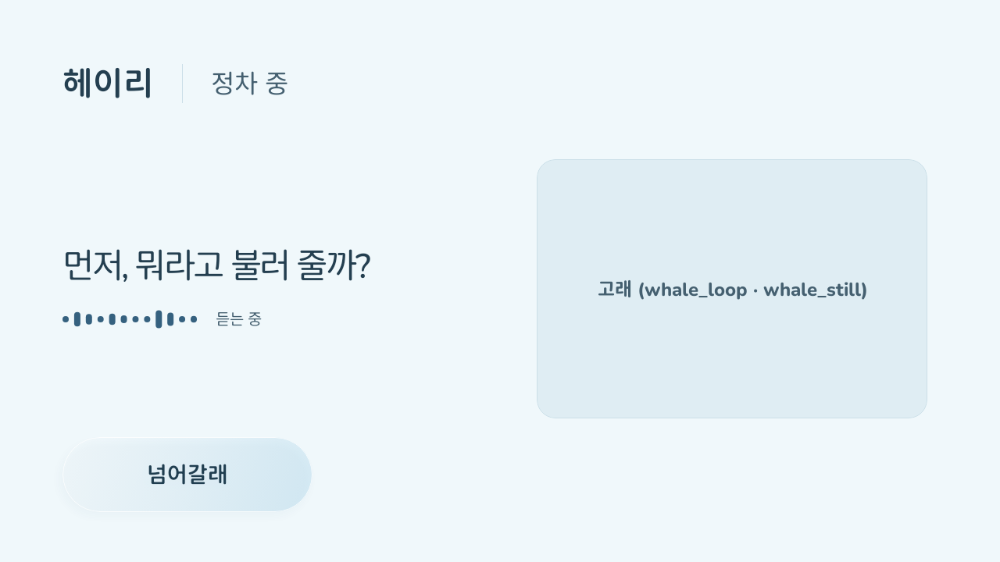 헤이리
정차 중
먼저, 뭐라고 불러 줄까?
듣는 중
고래 (whale_loop · whale_still)
넘어갈래